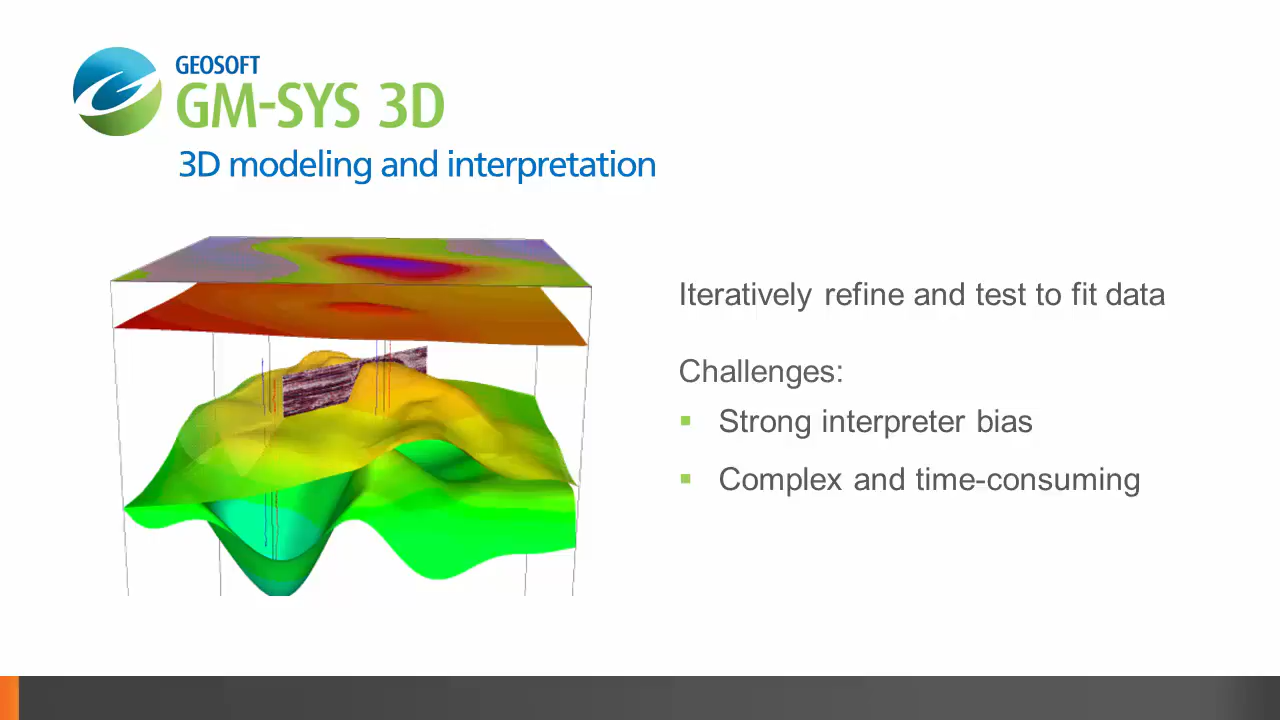 GEOSOFT
GM-SYS 3D
3D modeling and interpretation
Iteratively refine and test to fit data
Challenges:
Strong interpreter bias
Complex and time-consuming